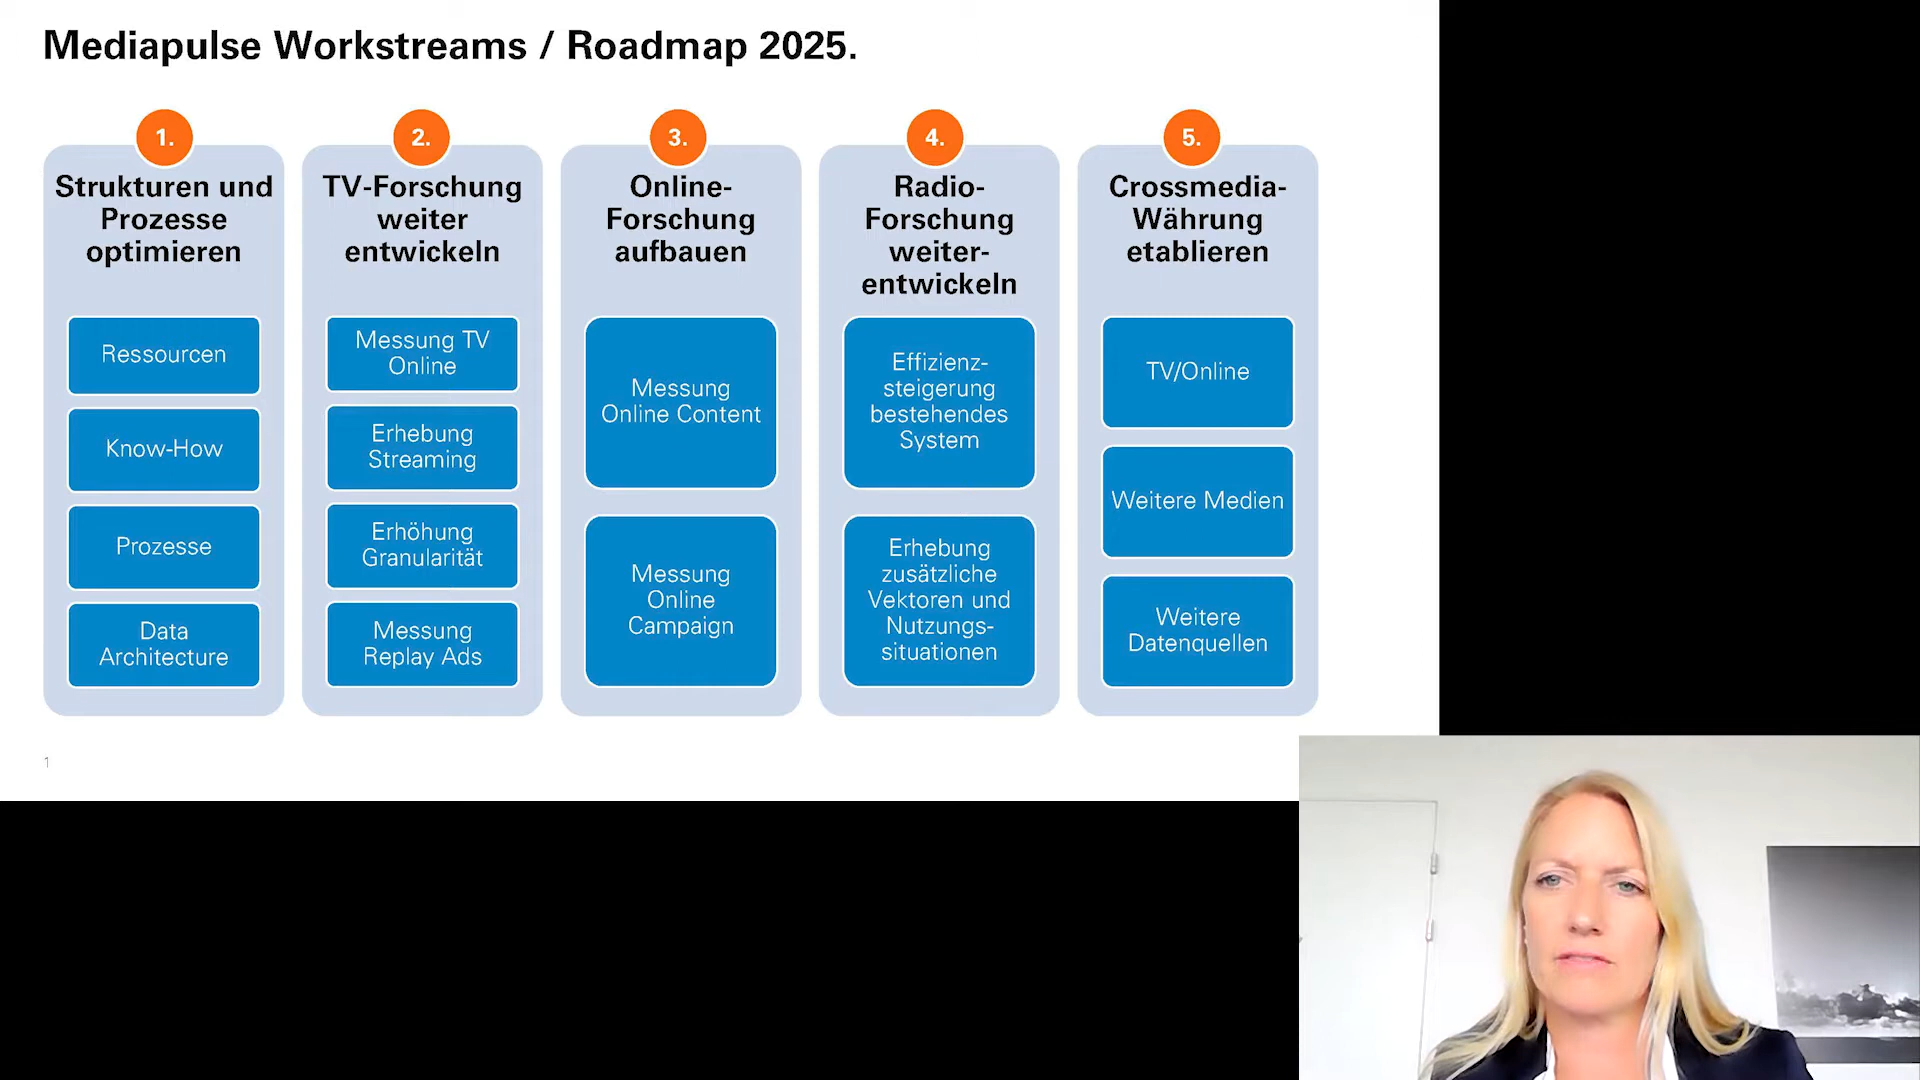 Mediapulse Workstreams / Roadmap 2025.
1.
Strukturen und
Prozesse
optimieren
Ressourcen
Know-How
Prozesse
Data
Architecture
2.
TV-Forschung
weiter
entwickeln
Messung TV
Online
Erhebung
Streaming
Erhöhung
Granularität
Messung
Replay Ads
3.
Online-
Forschung
aufbauen
Messung
Online Content
Messung
Online
Campaign
4.
Radio-
Forschung
weiter-
entwickeln
Effizienz-
steigerung
bestehendes
System
Erhebung
zusätzliche
Vektoren und
Nutzungs-
situationen
5.
Crossmedia-
Währung
etablieren
TV/Online
Weitere Medien
Weitere
Datenquellen
1